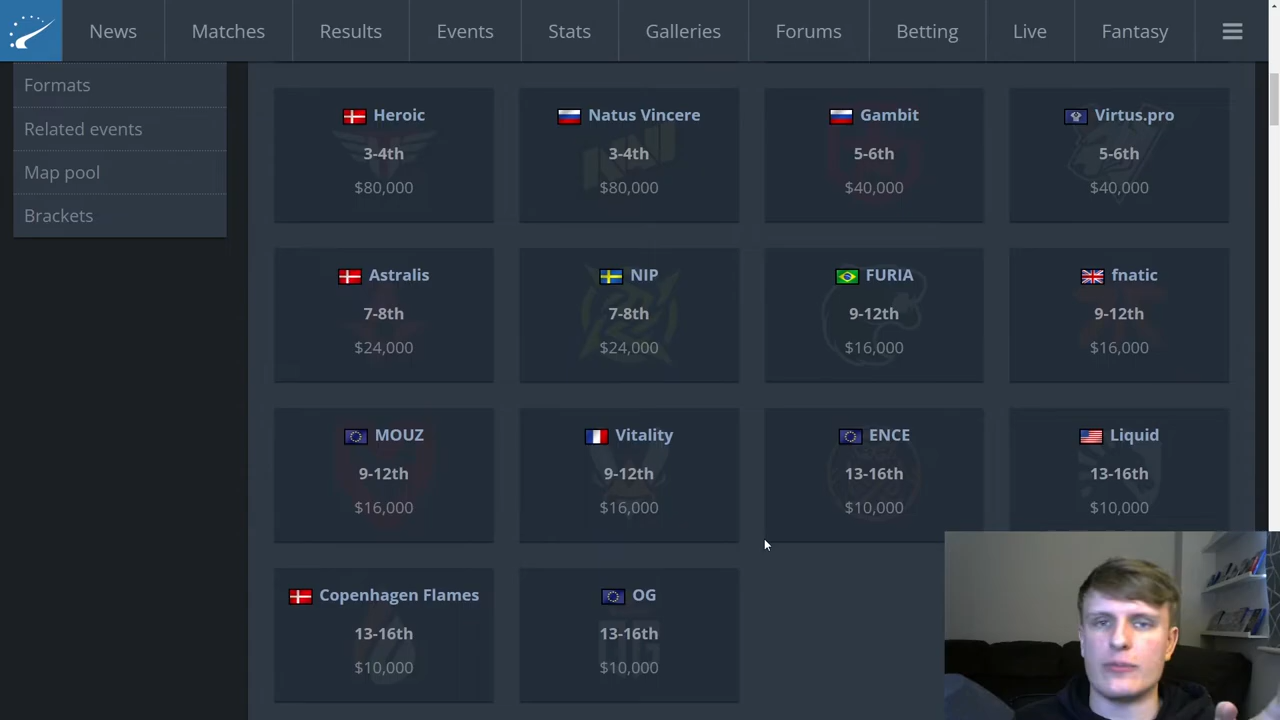 News Matches Results Events Stats Galleries Forums Betting Live Fantasy
Formats
Related events
Map pool
Brackets
Heroic
3-4th
$80,000
Natus Vincere
3-4th
$80,000
Gambit
5-6th
$40,000
Virtus.pro
5-6th
$40,000
Astralis
7-8th
$24,000
NIP
7-8th
$24,000
FURIA
9-12th
$16,000
fnatic
9-12th
$16,000
MOUZ
9-12th
$16,000
Vitality
9-12th
$16,000
ENCE
13-16th
$10,000
Liquid
13-16th
$10,000
Copenhagen Flames
13-16th
$10,000
OG
13-16th
$10,000